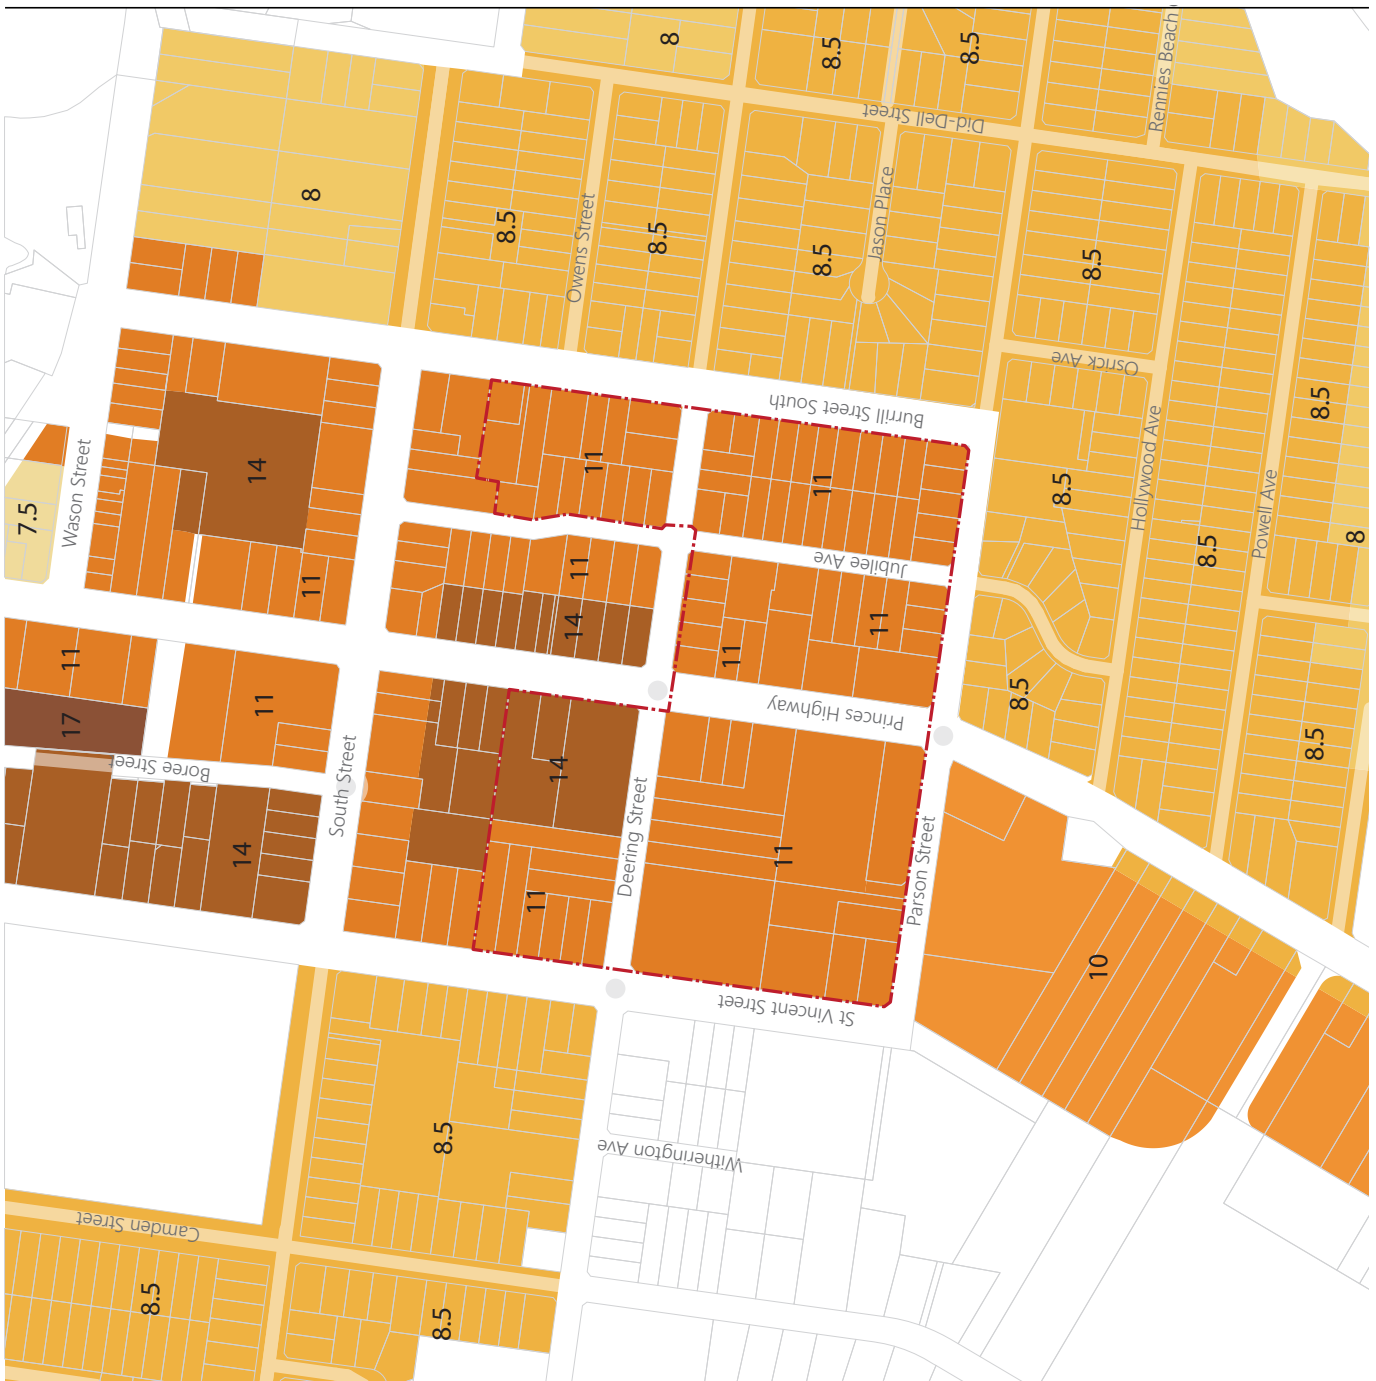 8
8.5
8.5
Rennies Beach
Did-Dell Street
8
8.5
Owens Street
8.5
8.5
Jason Place
8.5
Osrick Ave
8.5
Burrill Street South
Wason Street
7.5
14
11
11
8.5
Hollywood Ave
8.5
Powell Ave
8
11
11
Jubilee Ave
14
11
11
11
17
11
Princes Highway
8.5
8.5
Boree Street
South Street
14
14
Deering Street
11
11
Parson Street
10
St Vincent Street
8.5
Witherington Ave
Camden Street
8.5
8.5